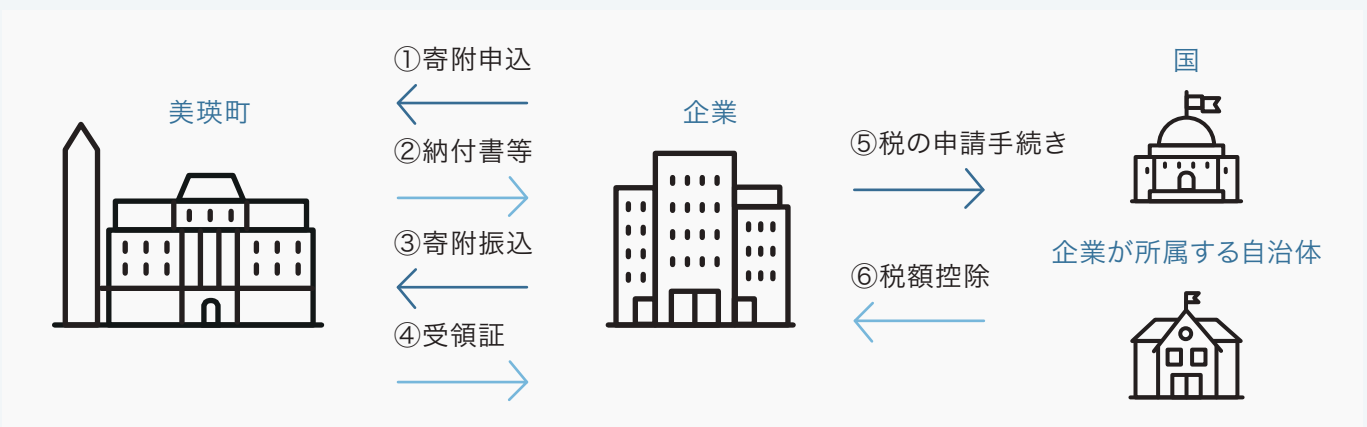 美瑛町
①寄附申込
②納付書等
③寄附振込
④受領証
企業
⑤税の申請手続き
⑥税額控除
国
企業が所属する自治体